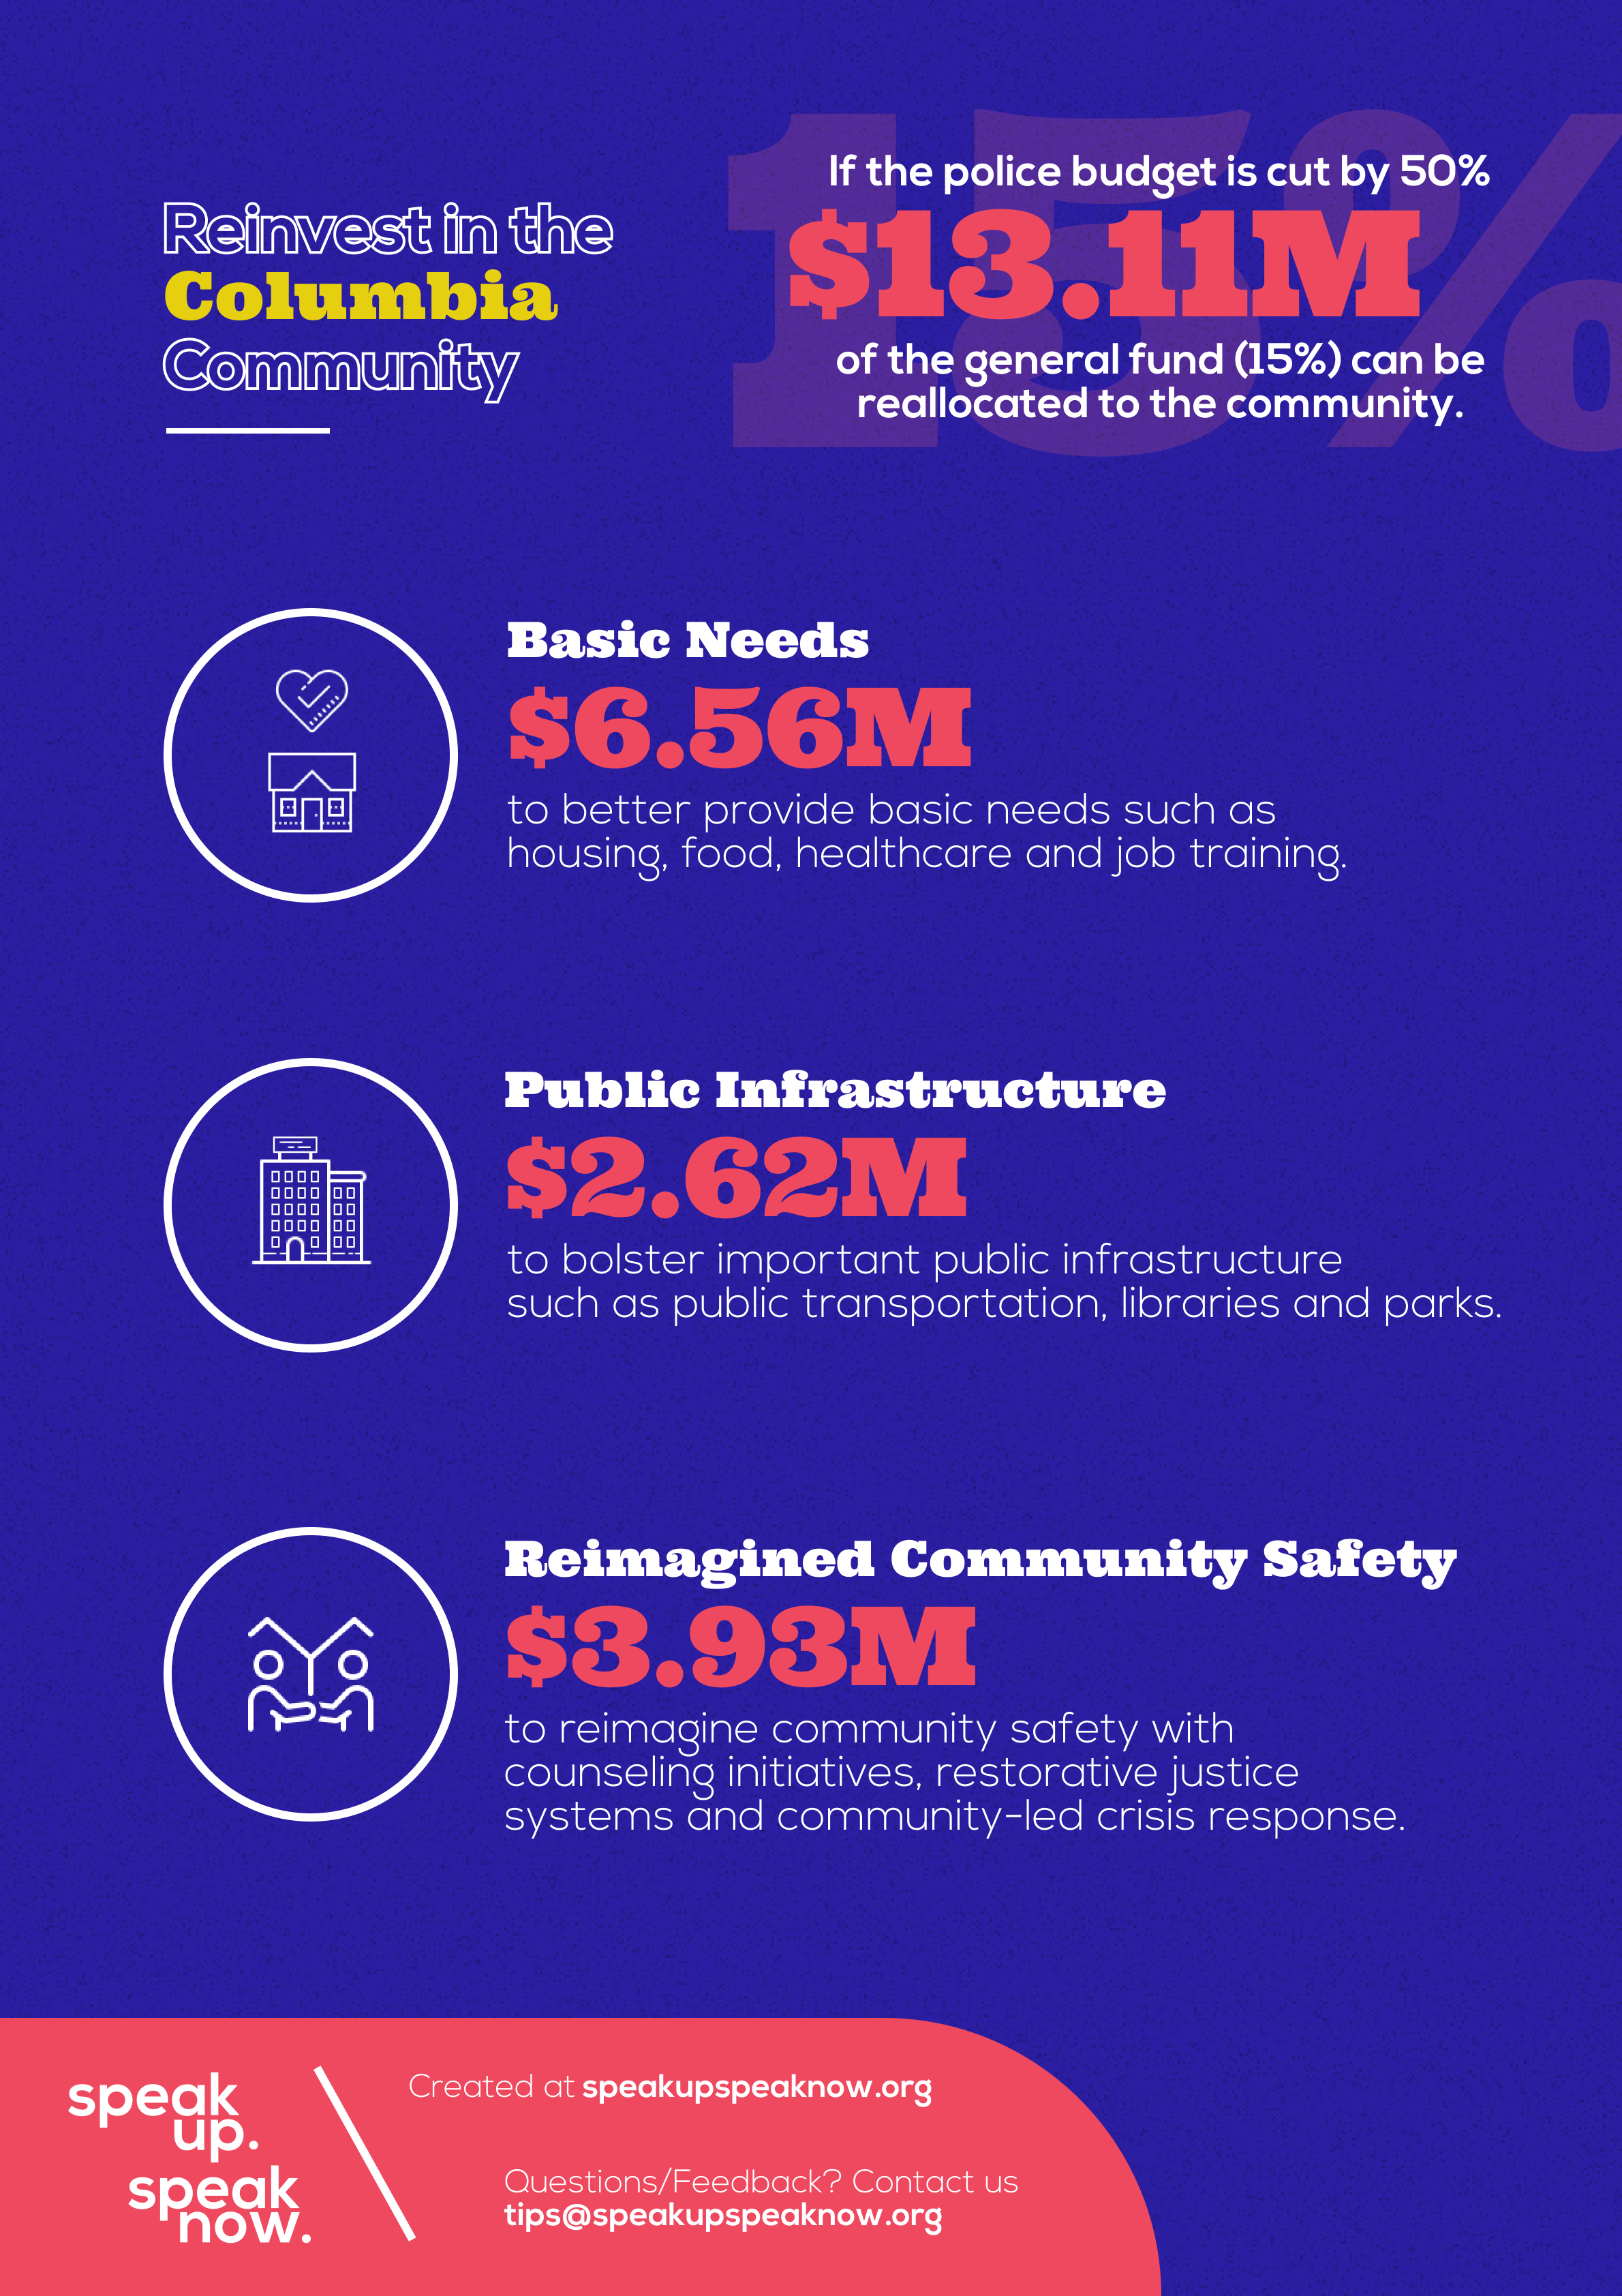 Reinvest in the
Columbia
Community
15%
If the police budget is cut by 50%
$13.11M
of the general fund (15%) can be
reallocated to the community.
Basic Needs
$6.56M
to better provide basic needs such as
housing, food, healthcare and job training.
Public Infrastructure
$2.62M
to bolster important public infrastructure
such as public transportation, libraries and parks.
Reimagined Community Safety
$3.93M
to reimagine community safety with
counseling initiatives, restorative justice
systems and community-led crisis response.
speak
up.
speak
now.
Created at speakupspeaknow.org
Questions/Feedback? Contact us
tips@speakupspeaknow.org